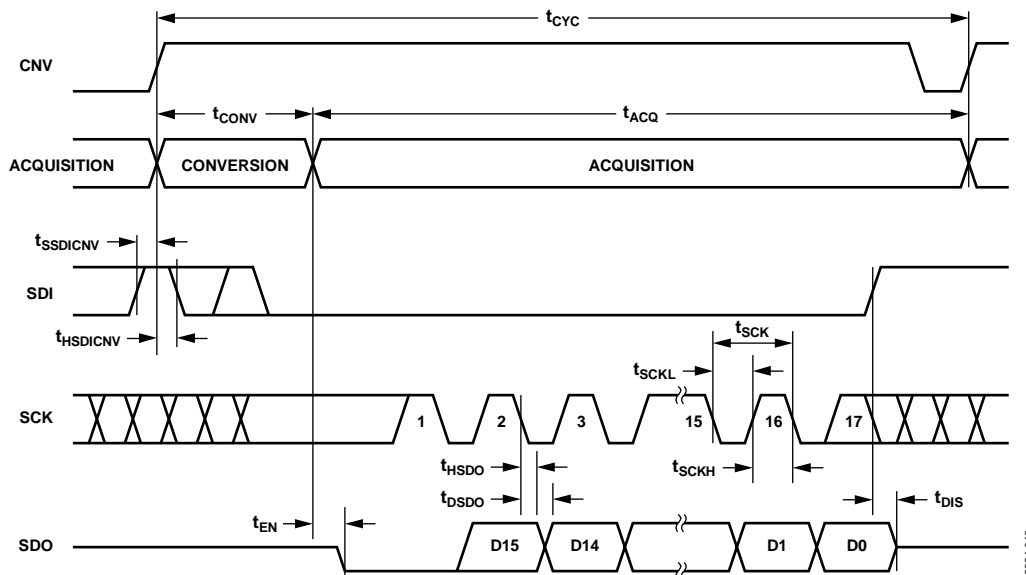 tCYC
CNV
tCONV
tACQ
ACQUISITION
CONVERSION
ACQUISITION
tSSDICNV
SDI
tHSDICNV
tSCK
tSCKL
SCK
1
2
3
15
16
17
tHSDO
tSCKH
tDSDO
tDIS
tEN
SDO
D15
D14
D1
D0